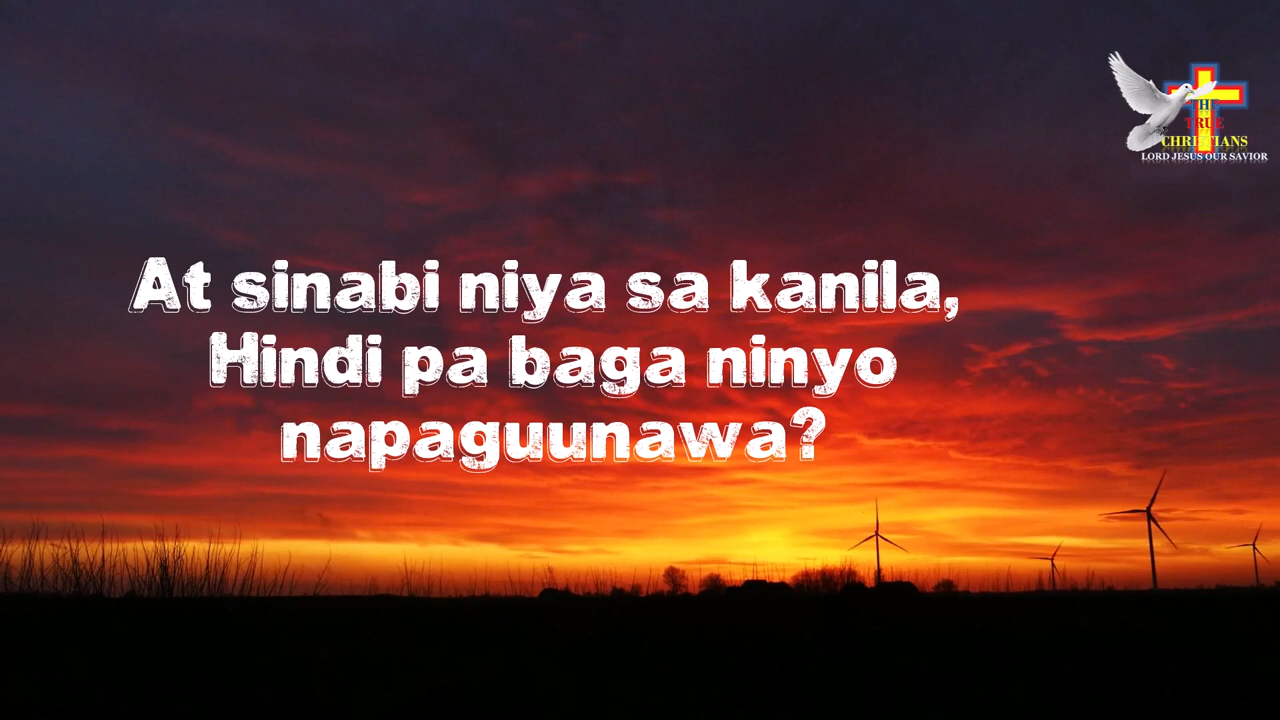 THE
TRUE
CHRISTIANS
LORD JESUS OUR SAVIOR
At sinabi niya sa kanila,
Hindi pa baga ninyo
napaguunawa?